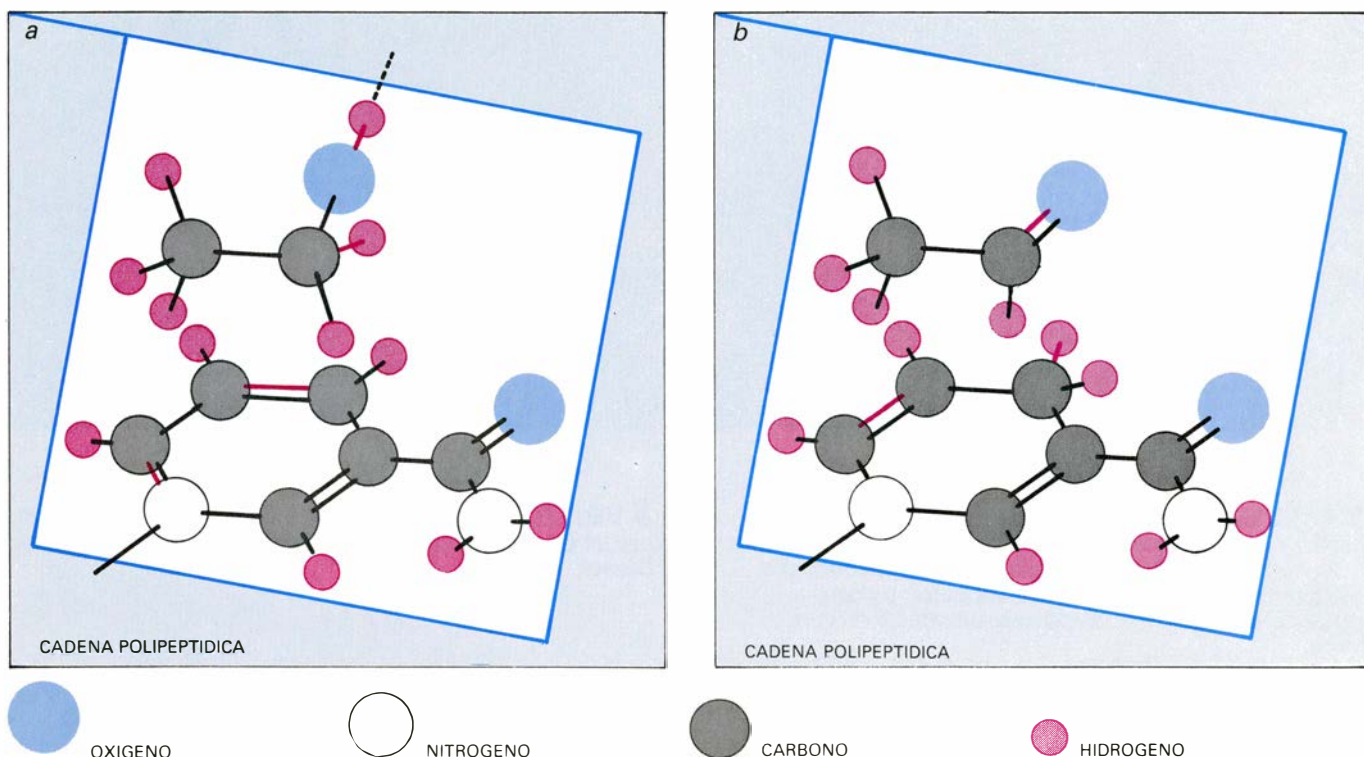 a
b
CADENA POLIPEPTIDICA
CADENA POLIPEPTIDICA
OXIGENO
NITROGENO
CARBONO
HIDROGENO